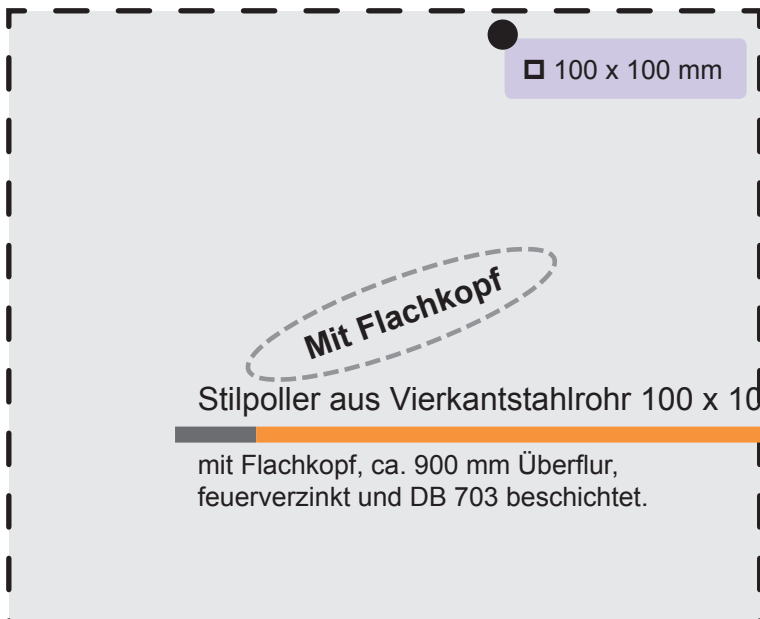 100 x 100 mm
Mit Flachkopf
Stilpoller aus Vierkantstahlrohr 100 x 10
mit Flachkopf, ca. 900 mm Überflur,
feuerverzinkt und DB 703 beschichtet.